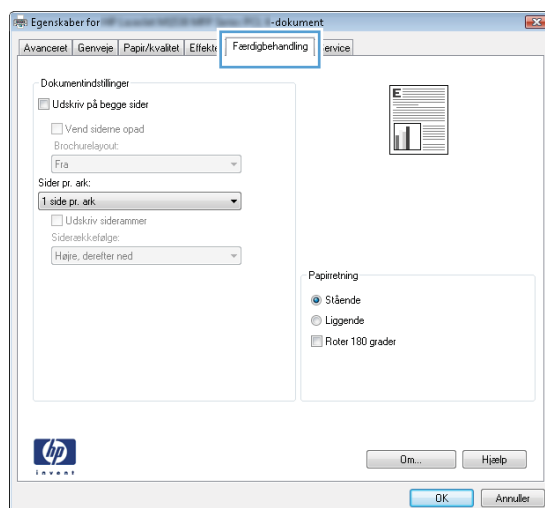 Egenskaber for -dokument
Avanceret Genveje Papir/kvalitet Effekte Færdigbehandling ervice
Dokumentindstillinger
Udskriv på begge sider
Vend siderne opad
Brochurelayout:
Fra
Sider pr. ark:
1 side pr. ark
Udskriv siderammer
Siderækkefølge:
Højre, derefter ned
E
Papirretning
Stående
Liggende
Roter 180 grader
hp
invent
Om... Hjælp
OK Annuller